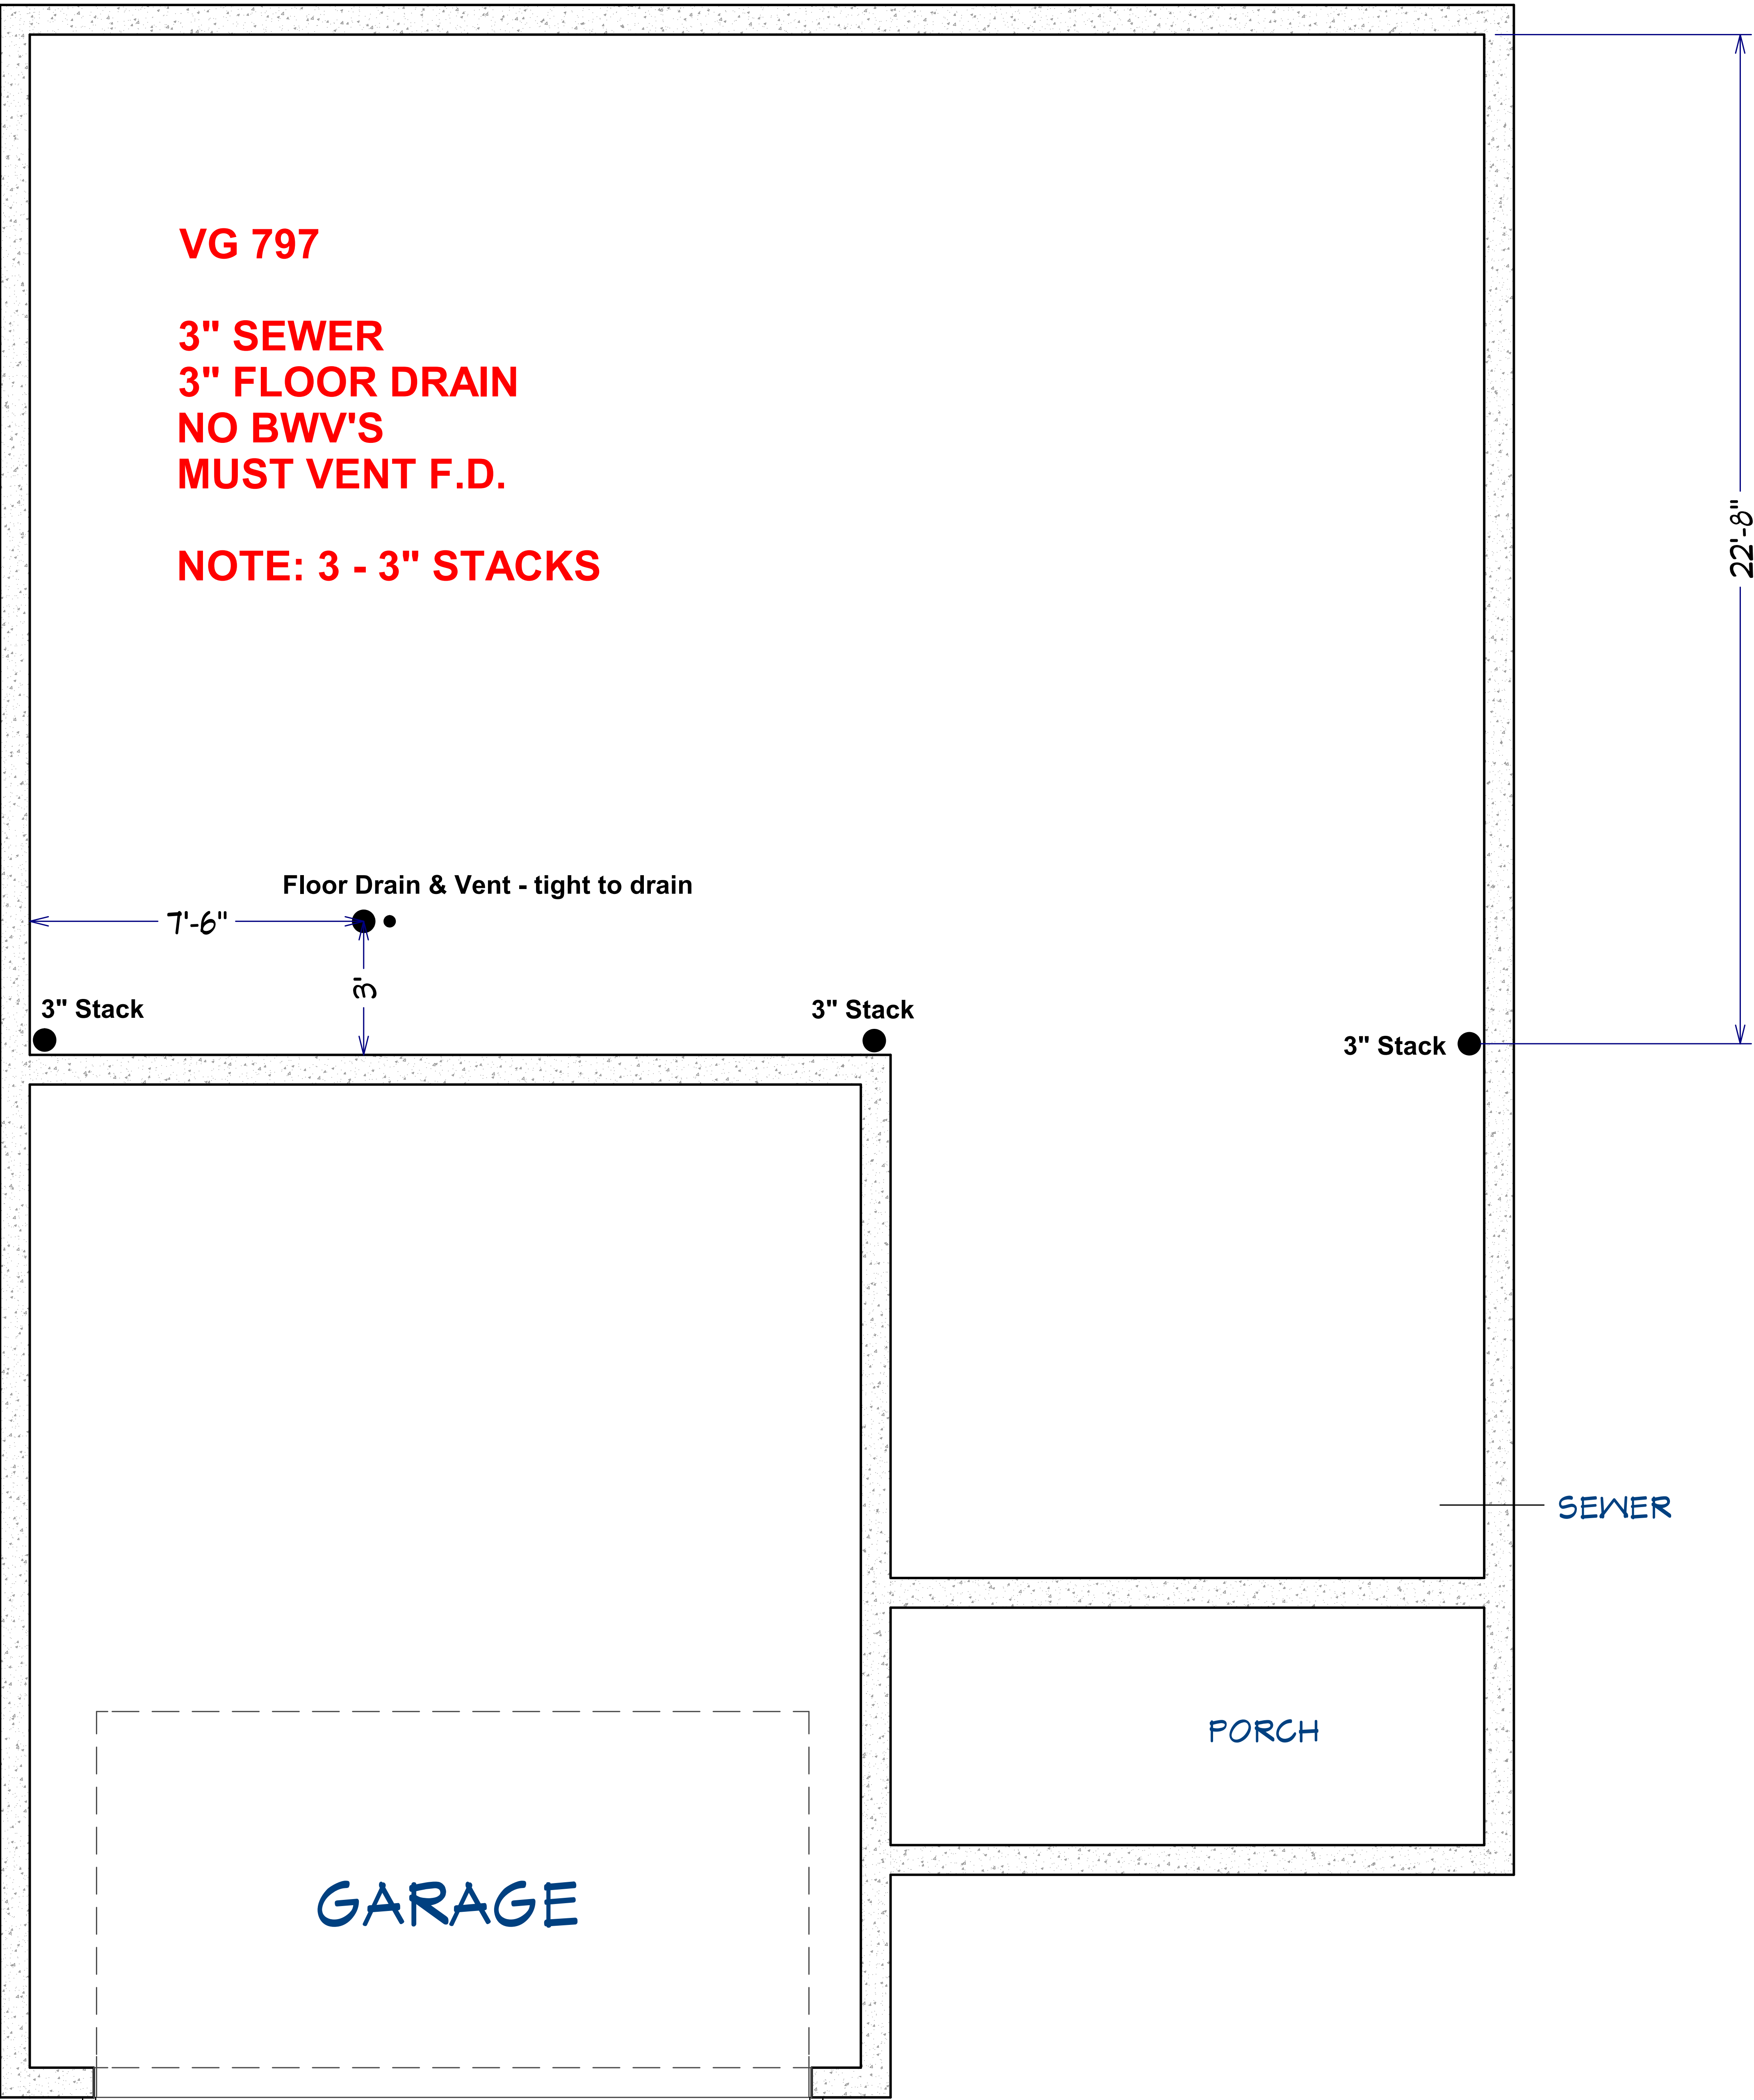 VG 797
3" SEWER
3" FLOOR DRAIN
NO BWV'S
MUST VENT F.D.
NOTE: 3 - 3" STACKS
22'-8"
Floor Drain & Vent - tight to drain
7'-6"
3'
3" Stack
3" Stack
3" Stack
SEWER
PORCH
GARAGE